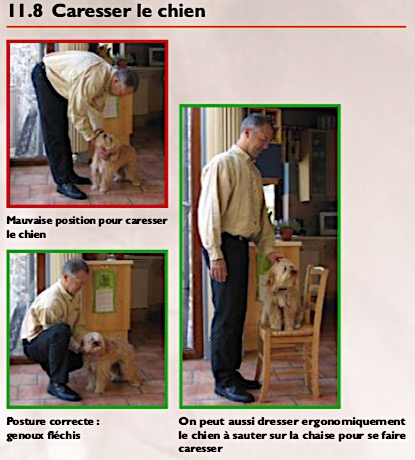 11.8 Caresser le chien
Mauvaise position pour caresser
le chien
Posture correcte :
genoux fléchis
On peut aussi dresser ergonomiquement
le chien à sauter sur la chaise pour se faire
caresser